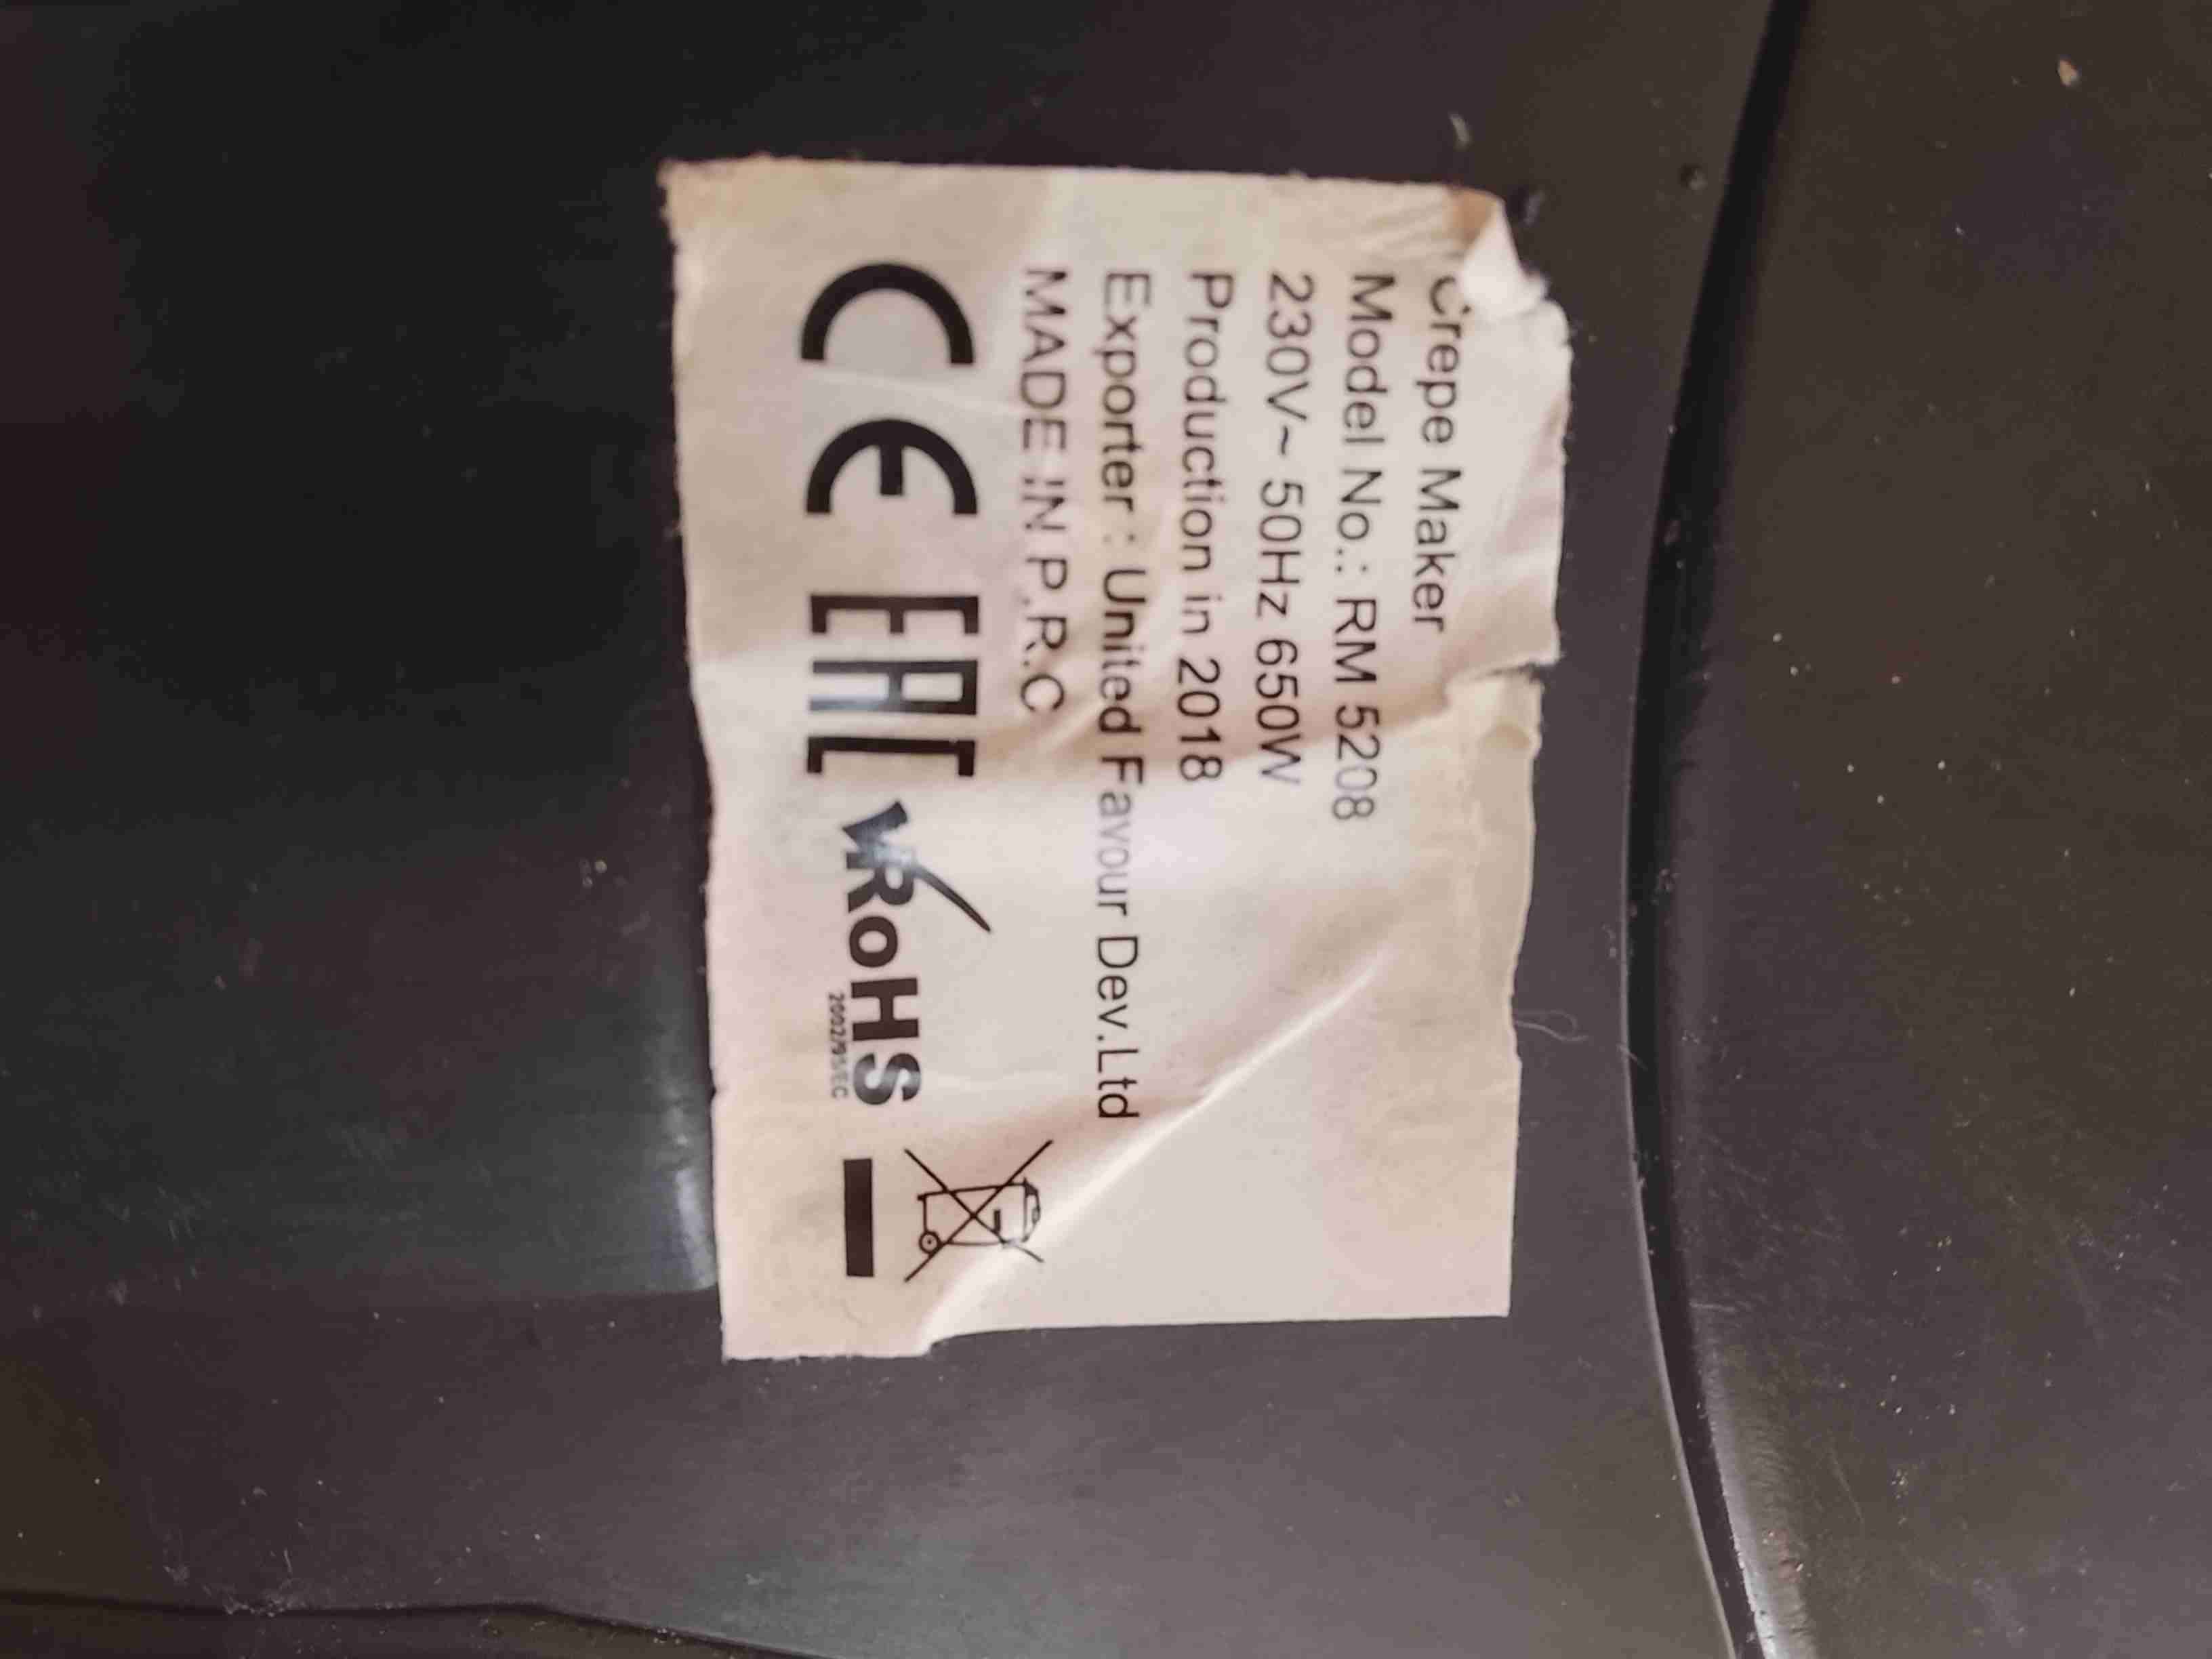 Crepe Maker
Model No.: RM 5208
230V~ 50Hz 650W
Production in 2018
Exporter : United Favour Dev.Ltd
MADE IN P.R.C
CE EAC RoHS
2002/95/EC